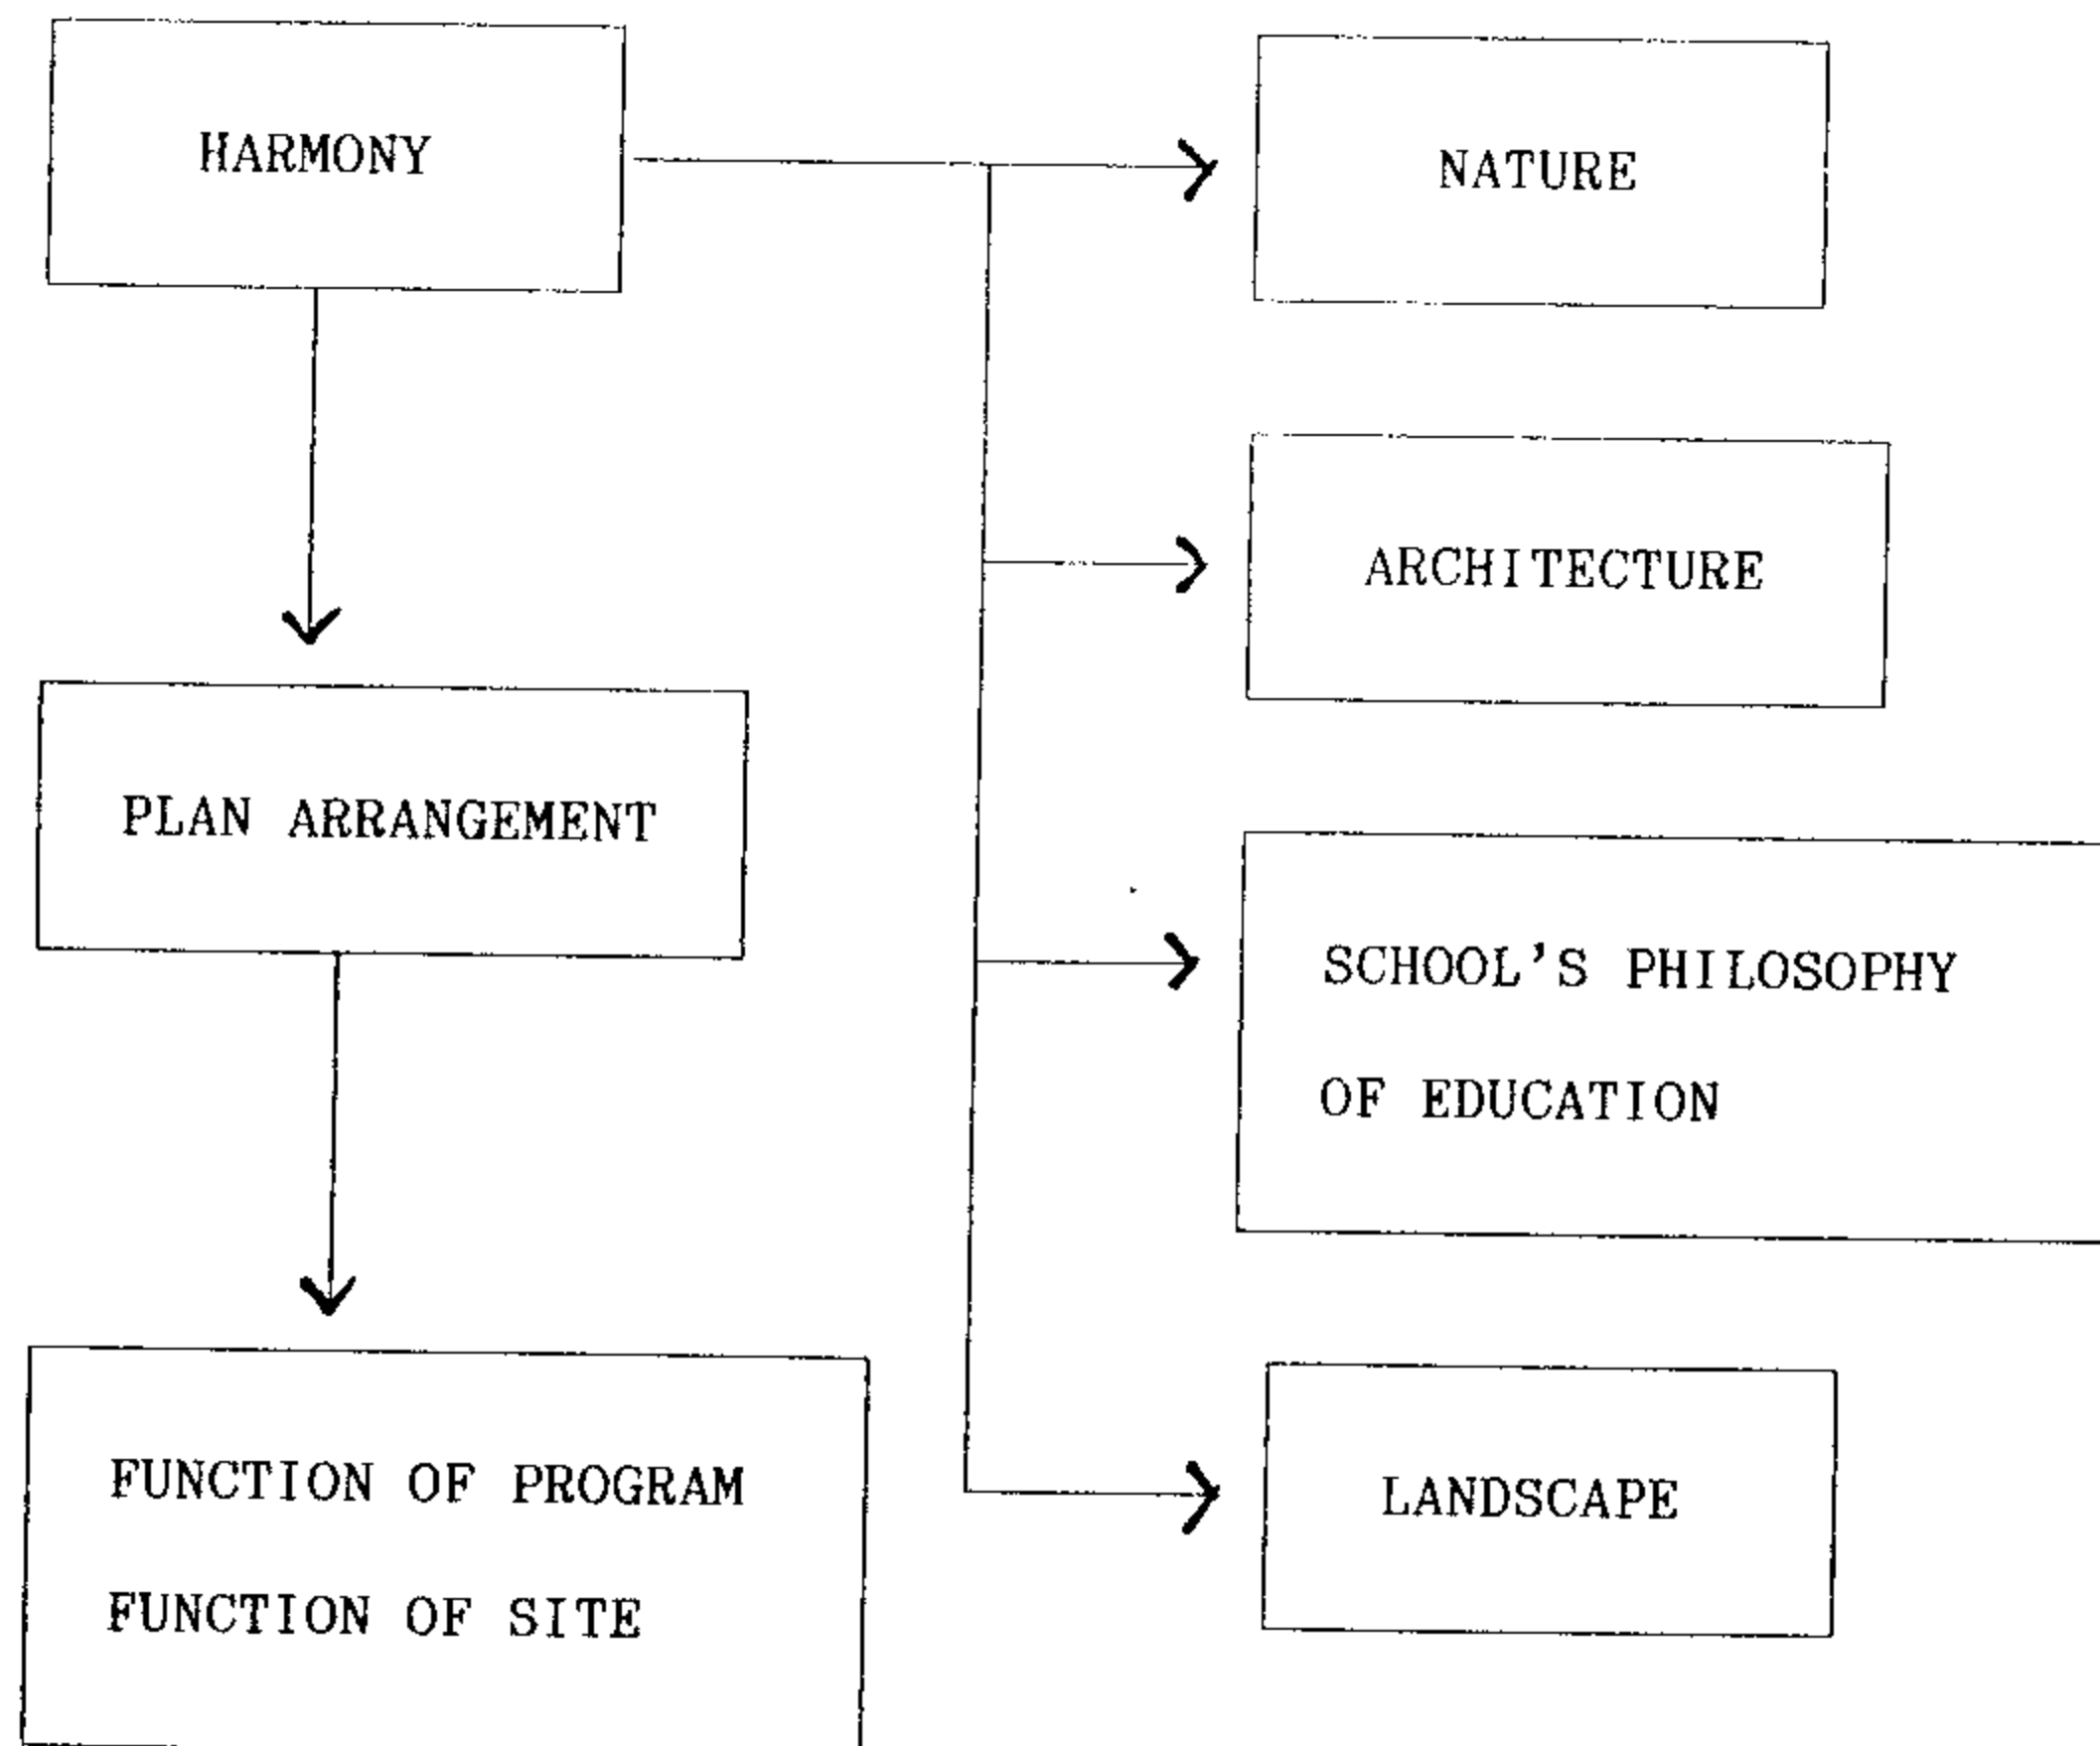 HARMONY
NATURE
ARCHITECTURE
PLAN ARRANGEMENT
SCHOOL'S PHILOSOPHY
OF EDUCATION
FUNCTION OF PROGRAM
FUNCTION OF SITE
LANDSCAPE